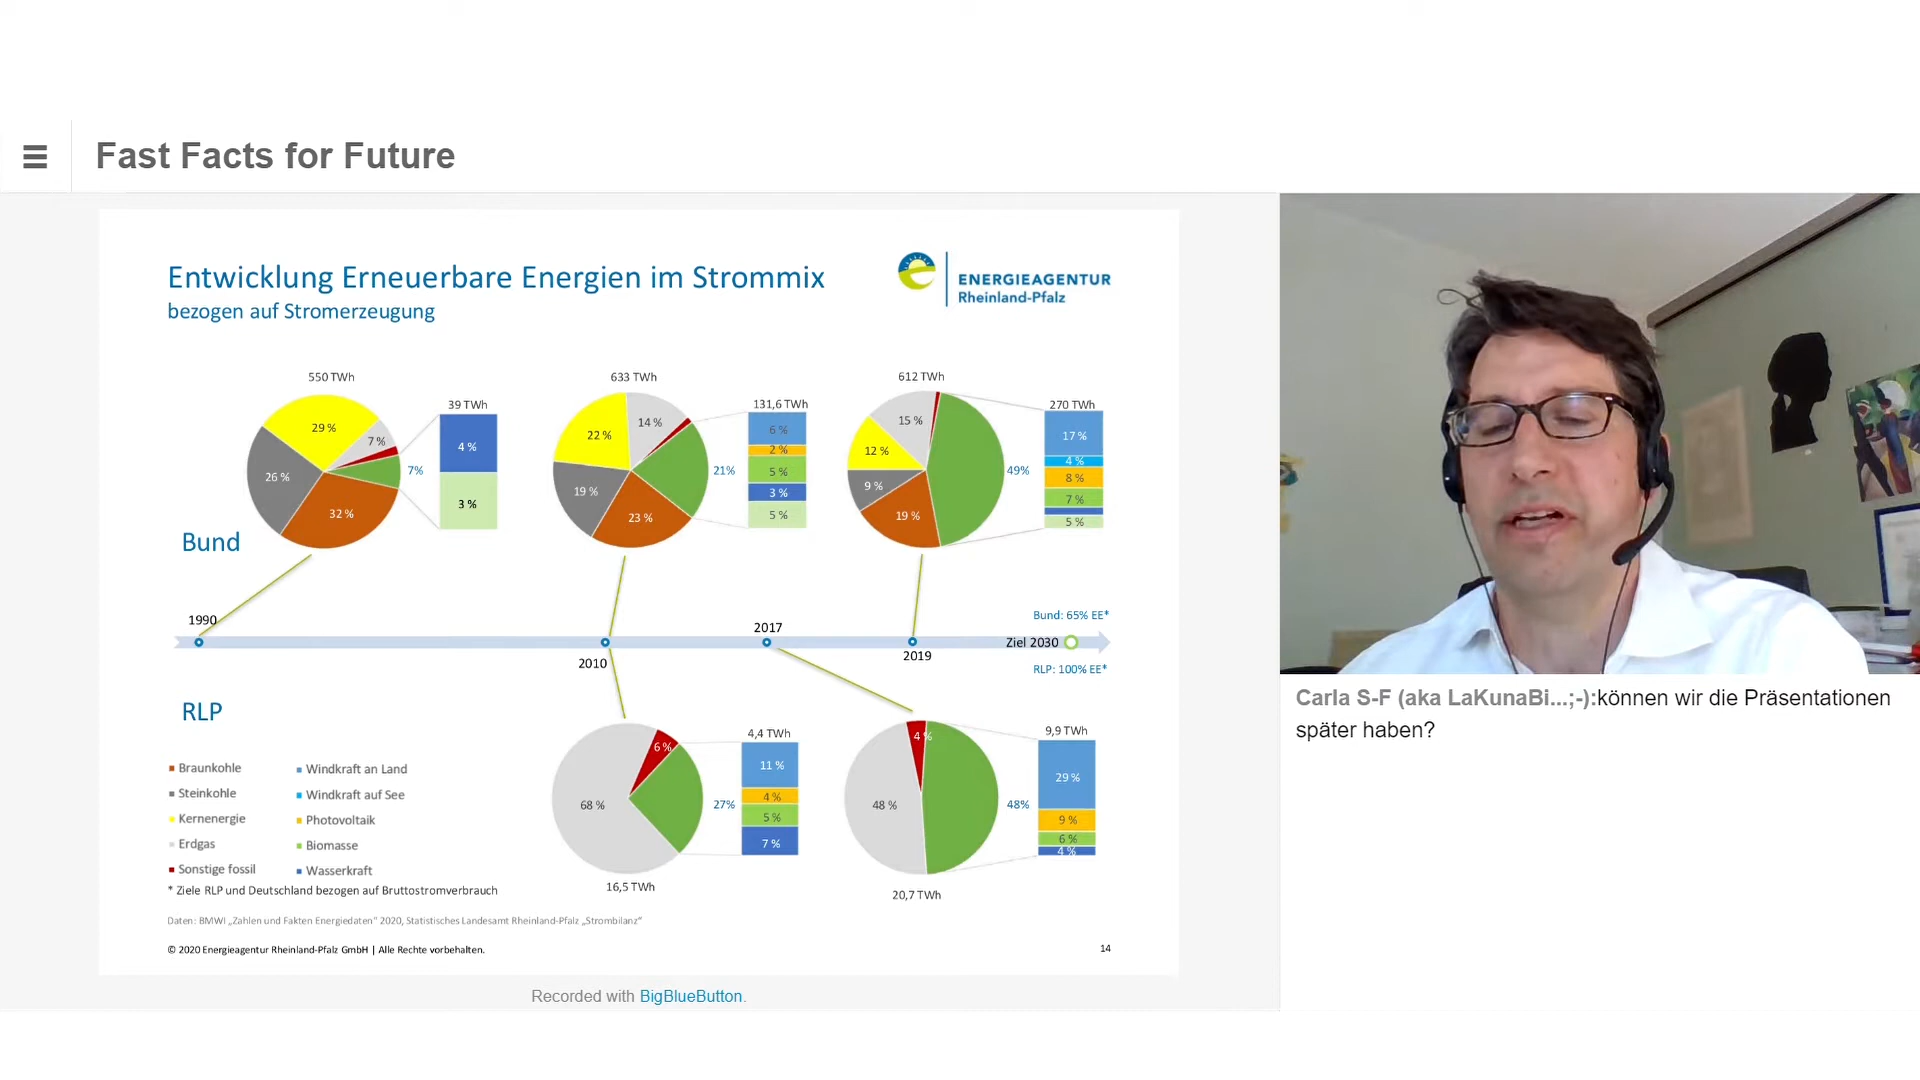 Fast Facts for Future
Entwicklung Erneuerbare Energien im Strommix
bezogen auf Stromerzeugung
ENERGIEAGENTUR
Rheinland-Pfalz
550 TWh
29 %
7 %
26 %
32 %
7%
39 TWh
4 %
3 %
633 TWh
22 %
14 %
19 %
23 %
21%
131,6 TWh
6 %
2 %
5 %
3 %
5 %
612 TWh
15 %
12 %
9 %
19 %
49%
270 TWh
17 %
4 %
8 %
7 %
5 %
Bund
1990
2010
2017
2019
Bund: 65% EE*
Ziel 2030
RLP: 100% EE*
RLP
6 %
68 %
27%
16,5 TWh
4,4 TWh
11 %
4 %
5 %
7 %
4 %
48 %
48%
20,7 TWh
9,9 TWh
29 %
9 %
6 %
4 %
Braunkohle
Steinkohle
Kernenergie
Erdgas
Sonstige fossil
Windkraft an Land
Windkraft auf See
Photovoltaik
Biomasse
Wasserkraft
* Ziele RLP und Deutschland bezogen auf Bruttostromverbrauch
Daten: BMWI „Zahlen und Fakten Energiedaten" 2020, Statistisches Landesamt Rheinland-Pfalz „Strombilanz"
© 2020 Energieagentur Rheinland-Pfalz GmbH | Alle Rechte vorbehalten.
14
Recorded with BigBlueButton.
Carla S-F (aka LaKunaBi...;-):können wir die Präsentationen
später haben?